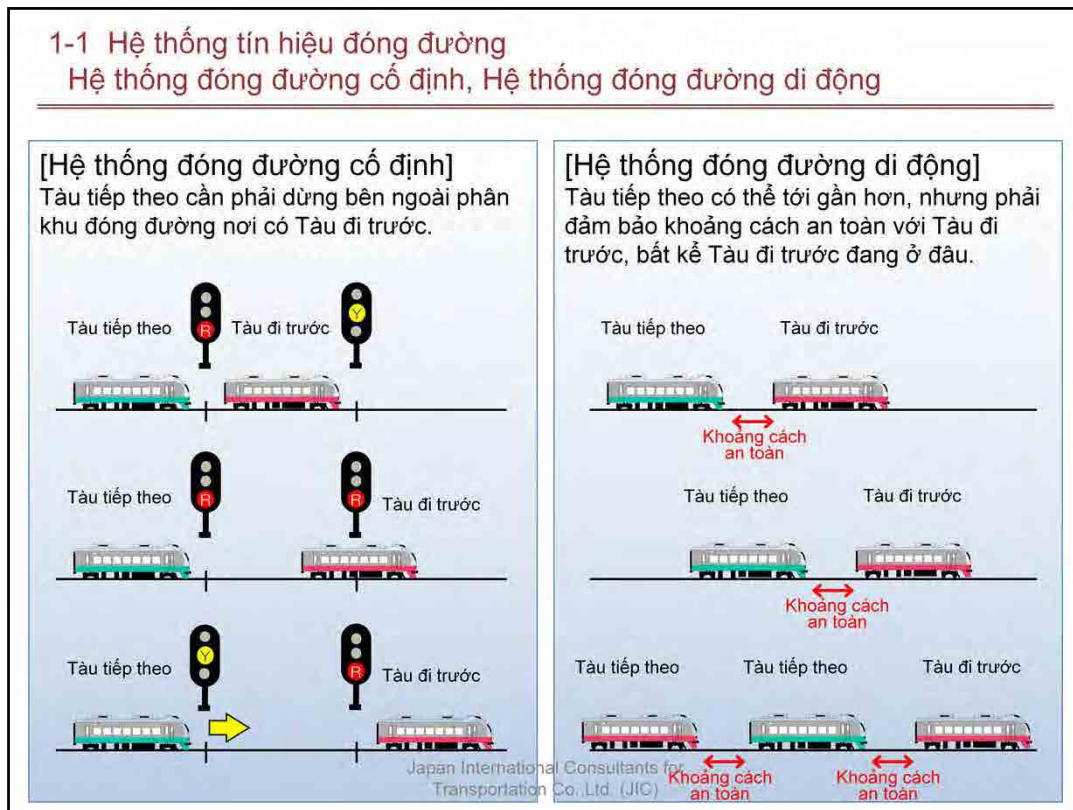 1-1 Hệ thống tín hiệu đóng đường
Hệ thống đóng đường cố định, Hệ thống đóng đường di động
[Hệ thống đóng đường cố định]
Tàu tiếp theo cần phải dừng bên ngoài phân
khu đóng đường nơi có Tàu đi trước.
Tàu tiếp theo
R
Tàu đi trước
Y
Tàu tiếp theo
R
R
Tàu đi trước
Tàu tiếp theo
Y
R
Tàu đi trước
[Hệ thống đóng đường di động]
Tàu tiếp theo có thể tới gần hơn, nhưng phải
đảm bảo khoảng cách an toàn với Tàu đi
trước, bất kể Tàu đi trước đang ở đâu.
Tàu tiếp theo
Tàu đi trước
Khoảng cách
an toàn
Tàu tiếp theo
Tàu đi trước
Khoảng cách
an toàn
Tàu tiếp theo
Tàu tiếp theo
Tàu đi trước
Khoảng cách
an toàn
Khoảng cách
an toàn
Japan International Consultants for
Transportation Co. Ltd. (JIC)